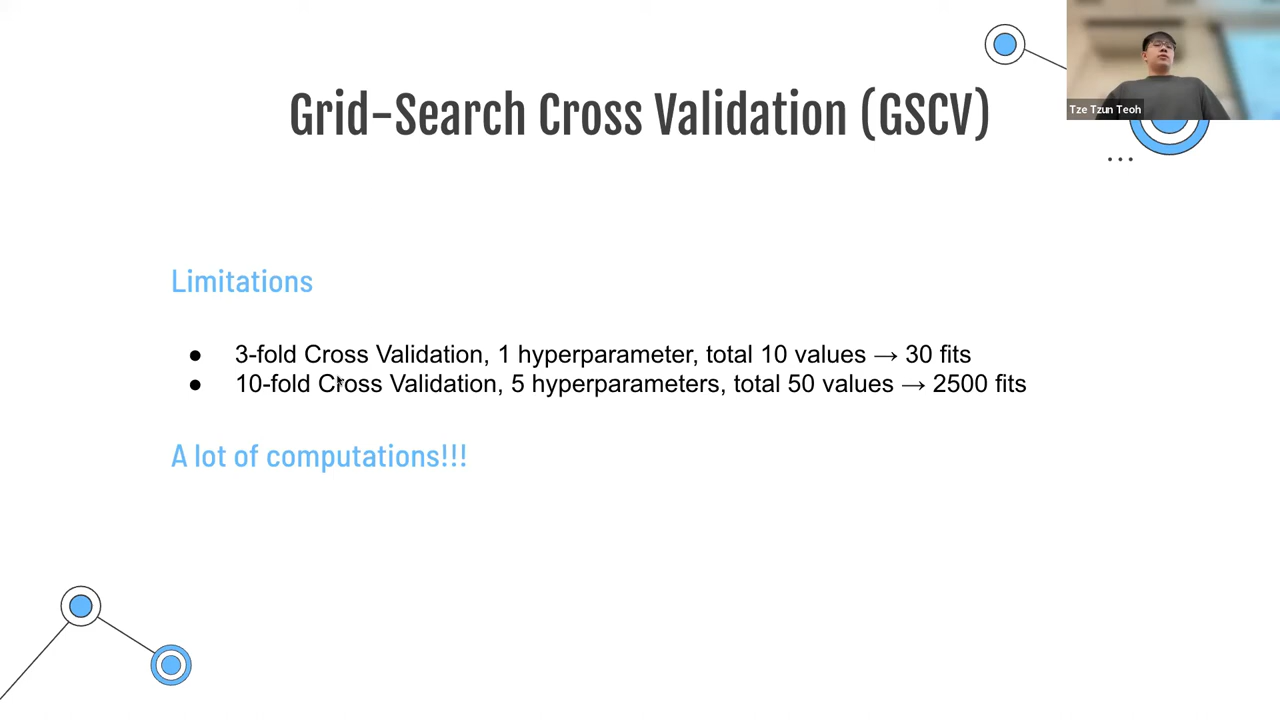 Grid-Search Cross Validation (GSCV)
Tze Tzun Teoh
Limitations
● 3-fold Cross Validation, 1 hyperparameter, total 10 values → 30 fits
● 10-fold Cross Validation, 5 hyperparameters, total 50 values → 2500 fits
A lot of computations!!!